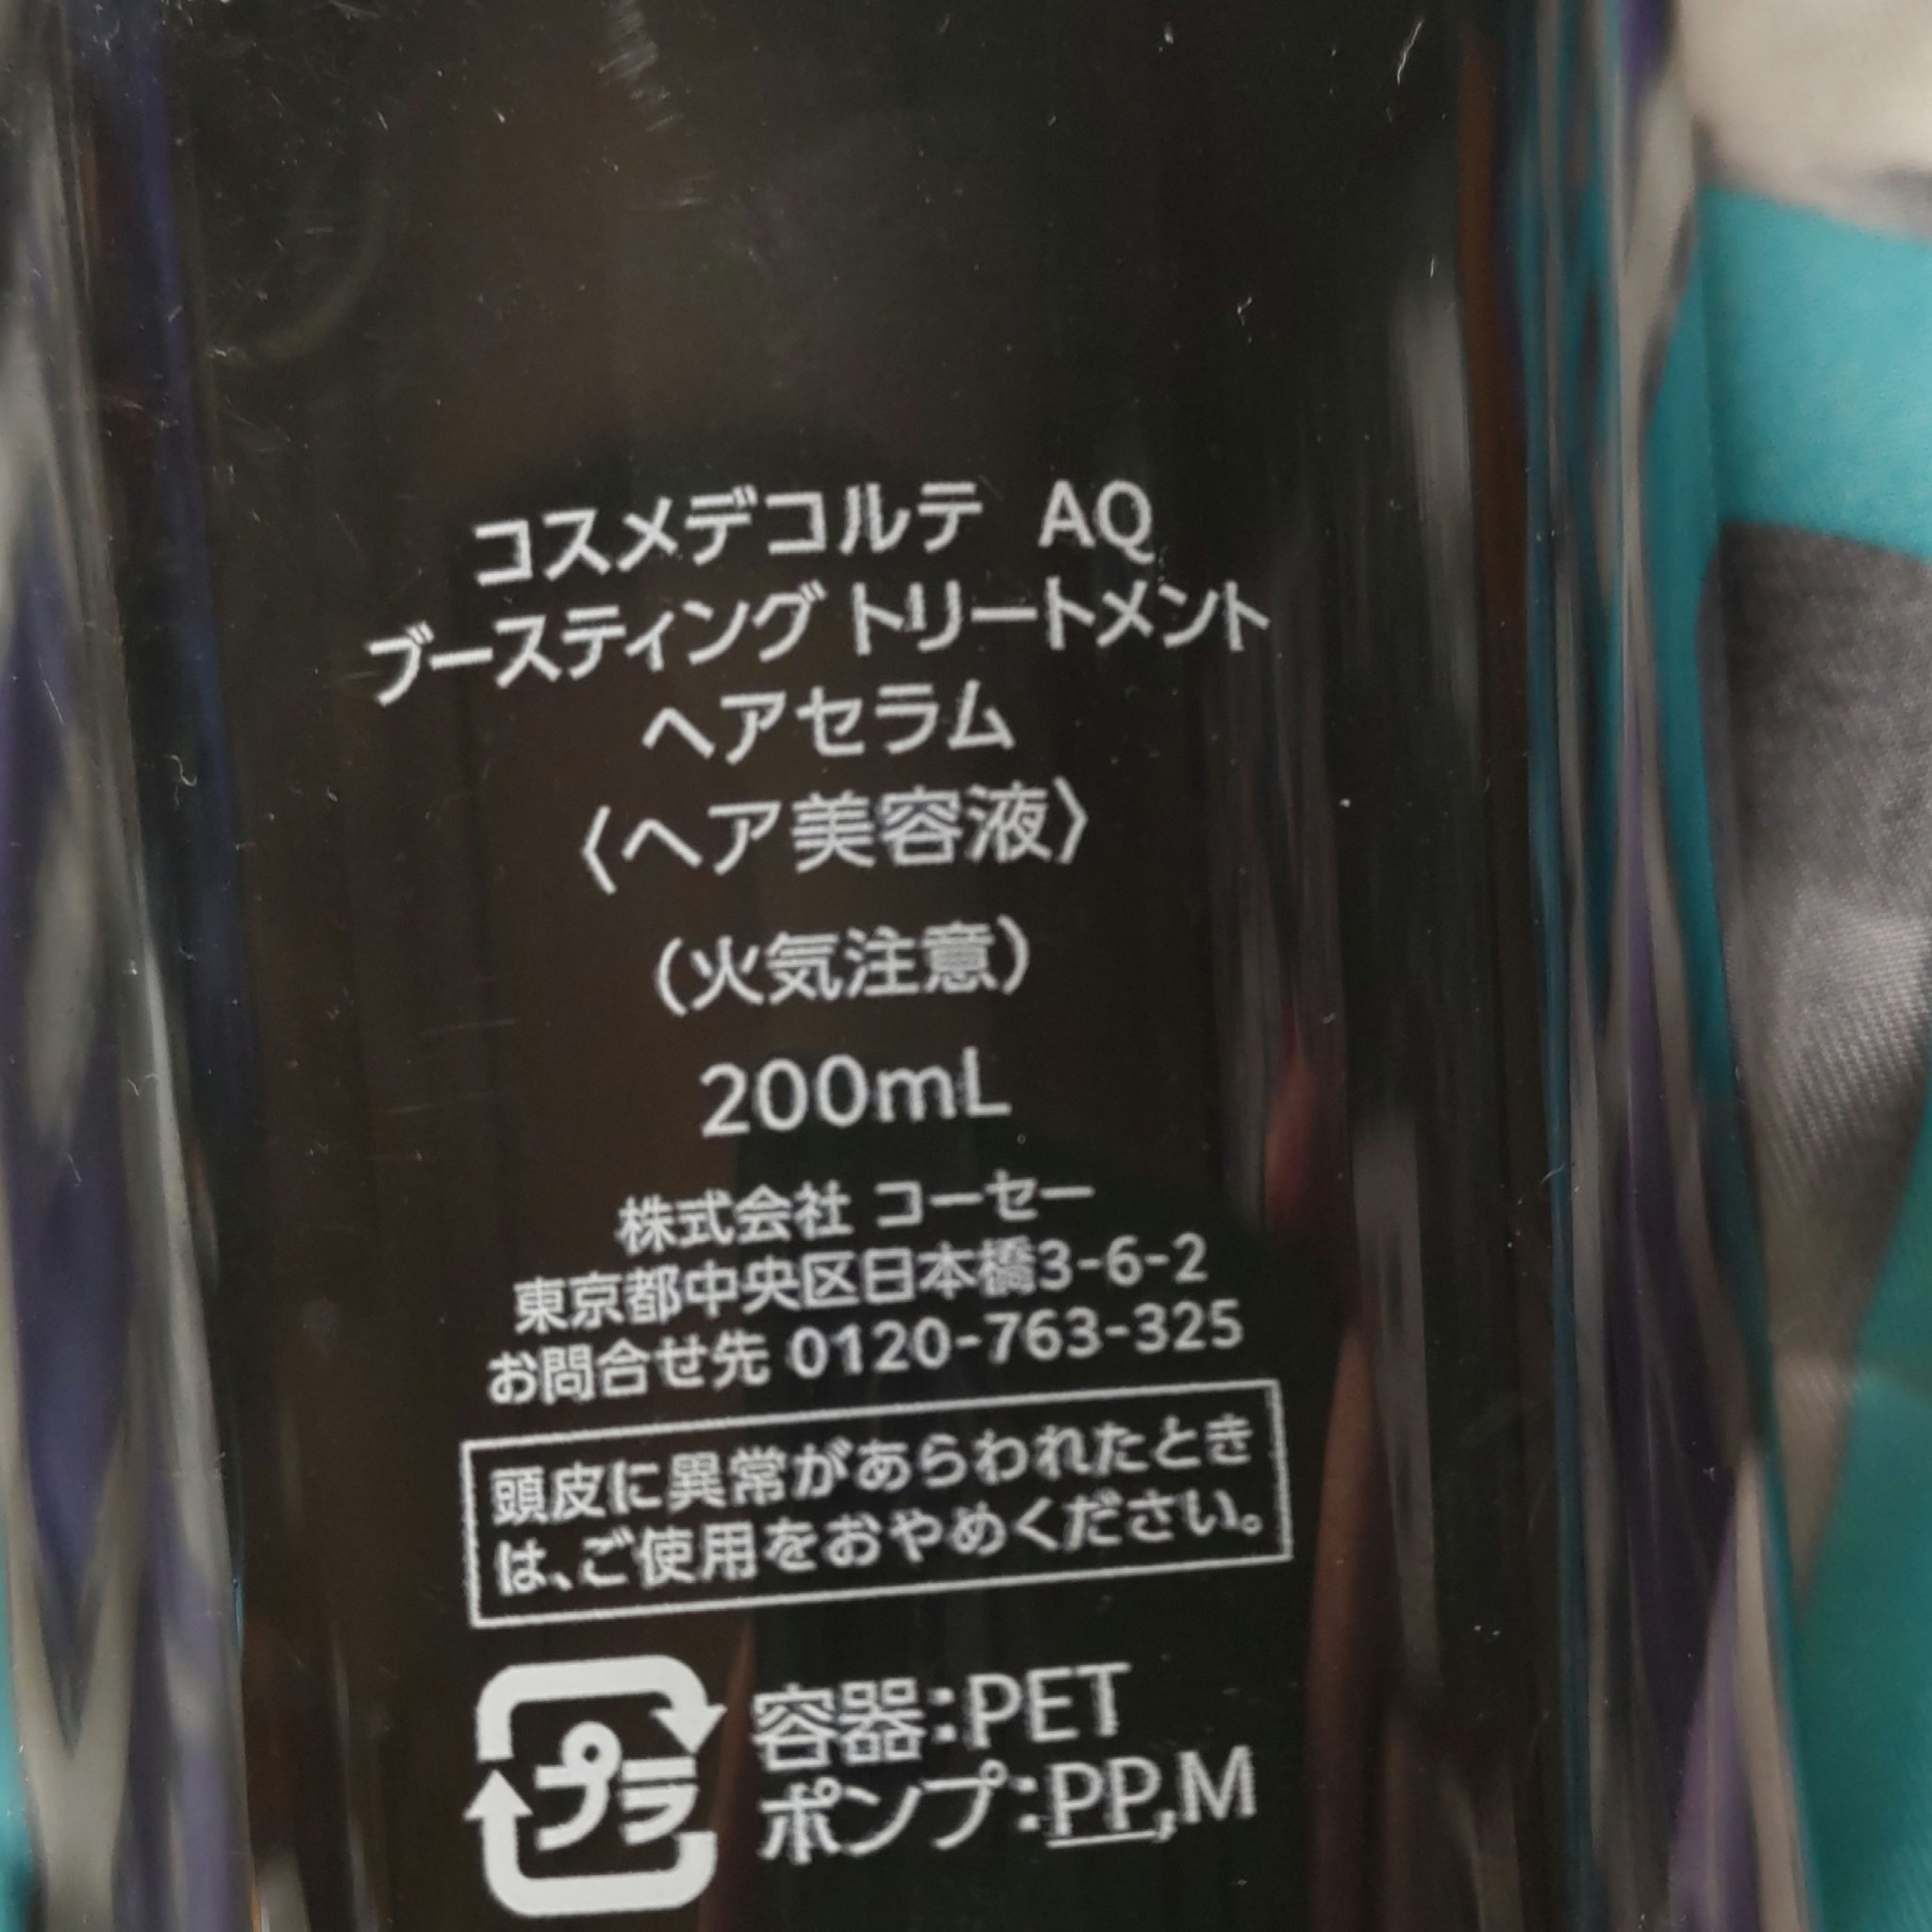 コスメデコルテ AQ
ブースティング トリートメント
ヘアセラム
〈ヘア美容液〉
(火気注意)
200mL
株式会社 コーセー
東京都中央区日本橋3-6-2
お問合せ先 0120-763-325
頭皮に異常があらわれたとき
は、ご使用をおやめください。
プラ
容器:PET
ポンプ:PP,M